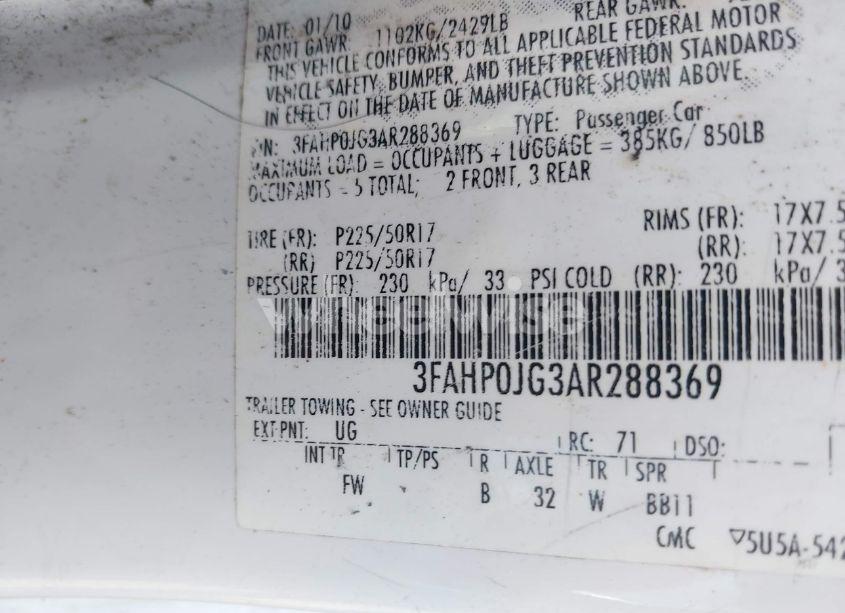 DATE: 01/10
FRONT GAWR: 1102KG/2429LB REAR GAWR:
THIS VEHICLE CONFORMS TO ALL APPLICABLE FEDERAL MOTOR
VEHICLE SAFETY, BUMPER, AND THEFT PREVENTION STANDARDS
IN EFFECT ON THE DATE OF MANUFACTURE SHOWN ABOVE.
VIN: 3FAHP0JG3AR288369 TYPE: Passenger Car
MAXIMUM LOAD = OCCUPANTS + LUGGAGE = 385KG/ 850LB
OCCUPANTS = 5 TOTAL; 2 FRONT, 3 REAR
RIMS (FR): 17X7.5
TIRE (FR): P225/50R17 (RR): 17X7.5
(RR) P225/50R17
PRESSURE (FR): 230 kPa/ 33 PSI COLD (RR): 230 kPa/ 3
wheelwise
3FAHP0JG3AR288369
TRAILER TOWING - SEE OWNER GUIDE
EXT PNT: UG RC: 71 DSO:
INT TR TP/PS R AXLE TR SPR
FW B 32 W BB11
CMC ▽5U5A-542